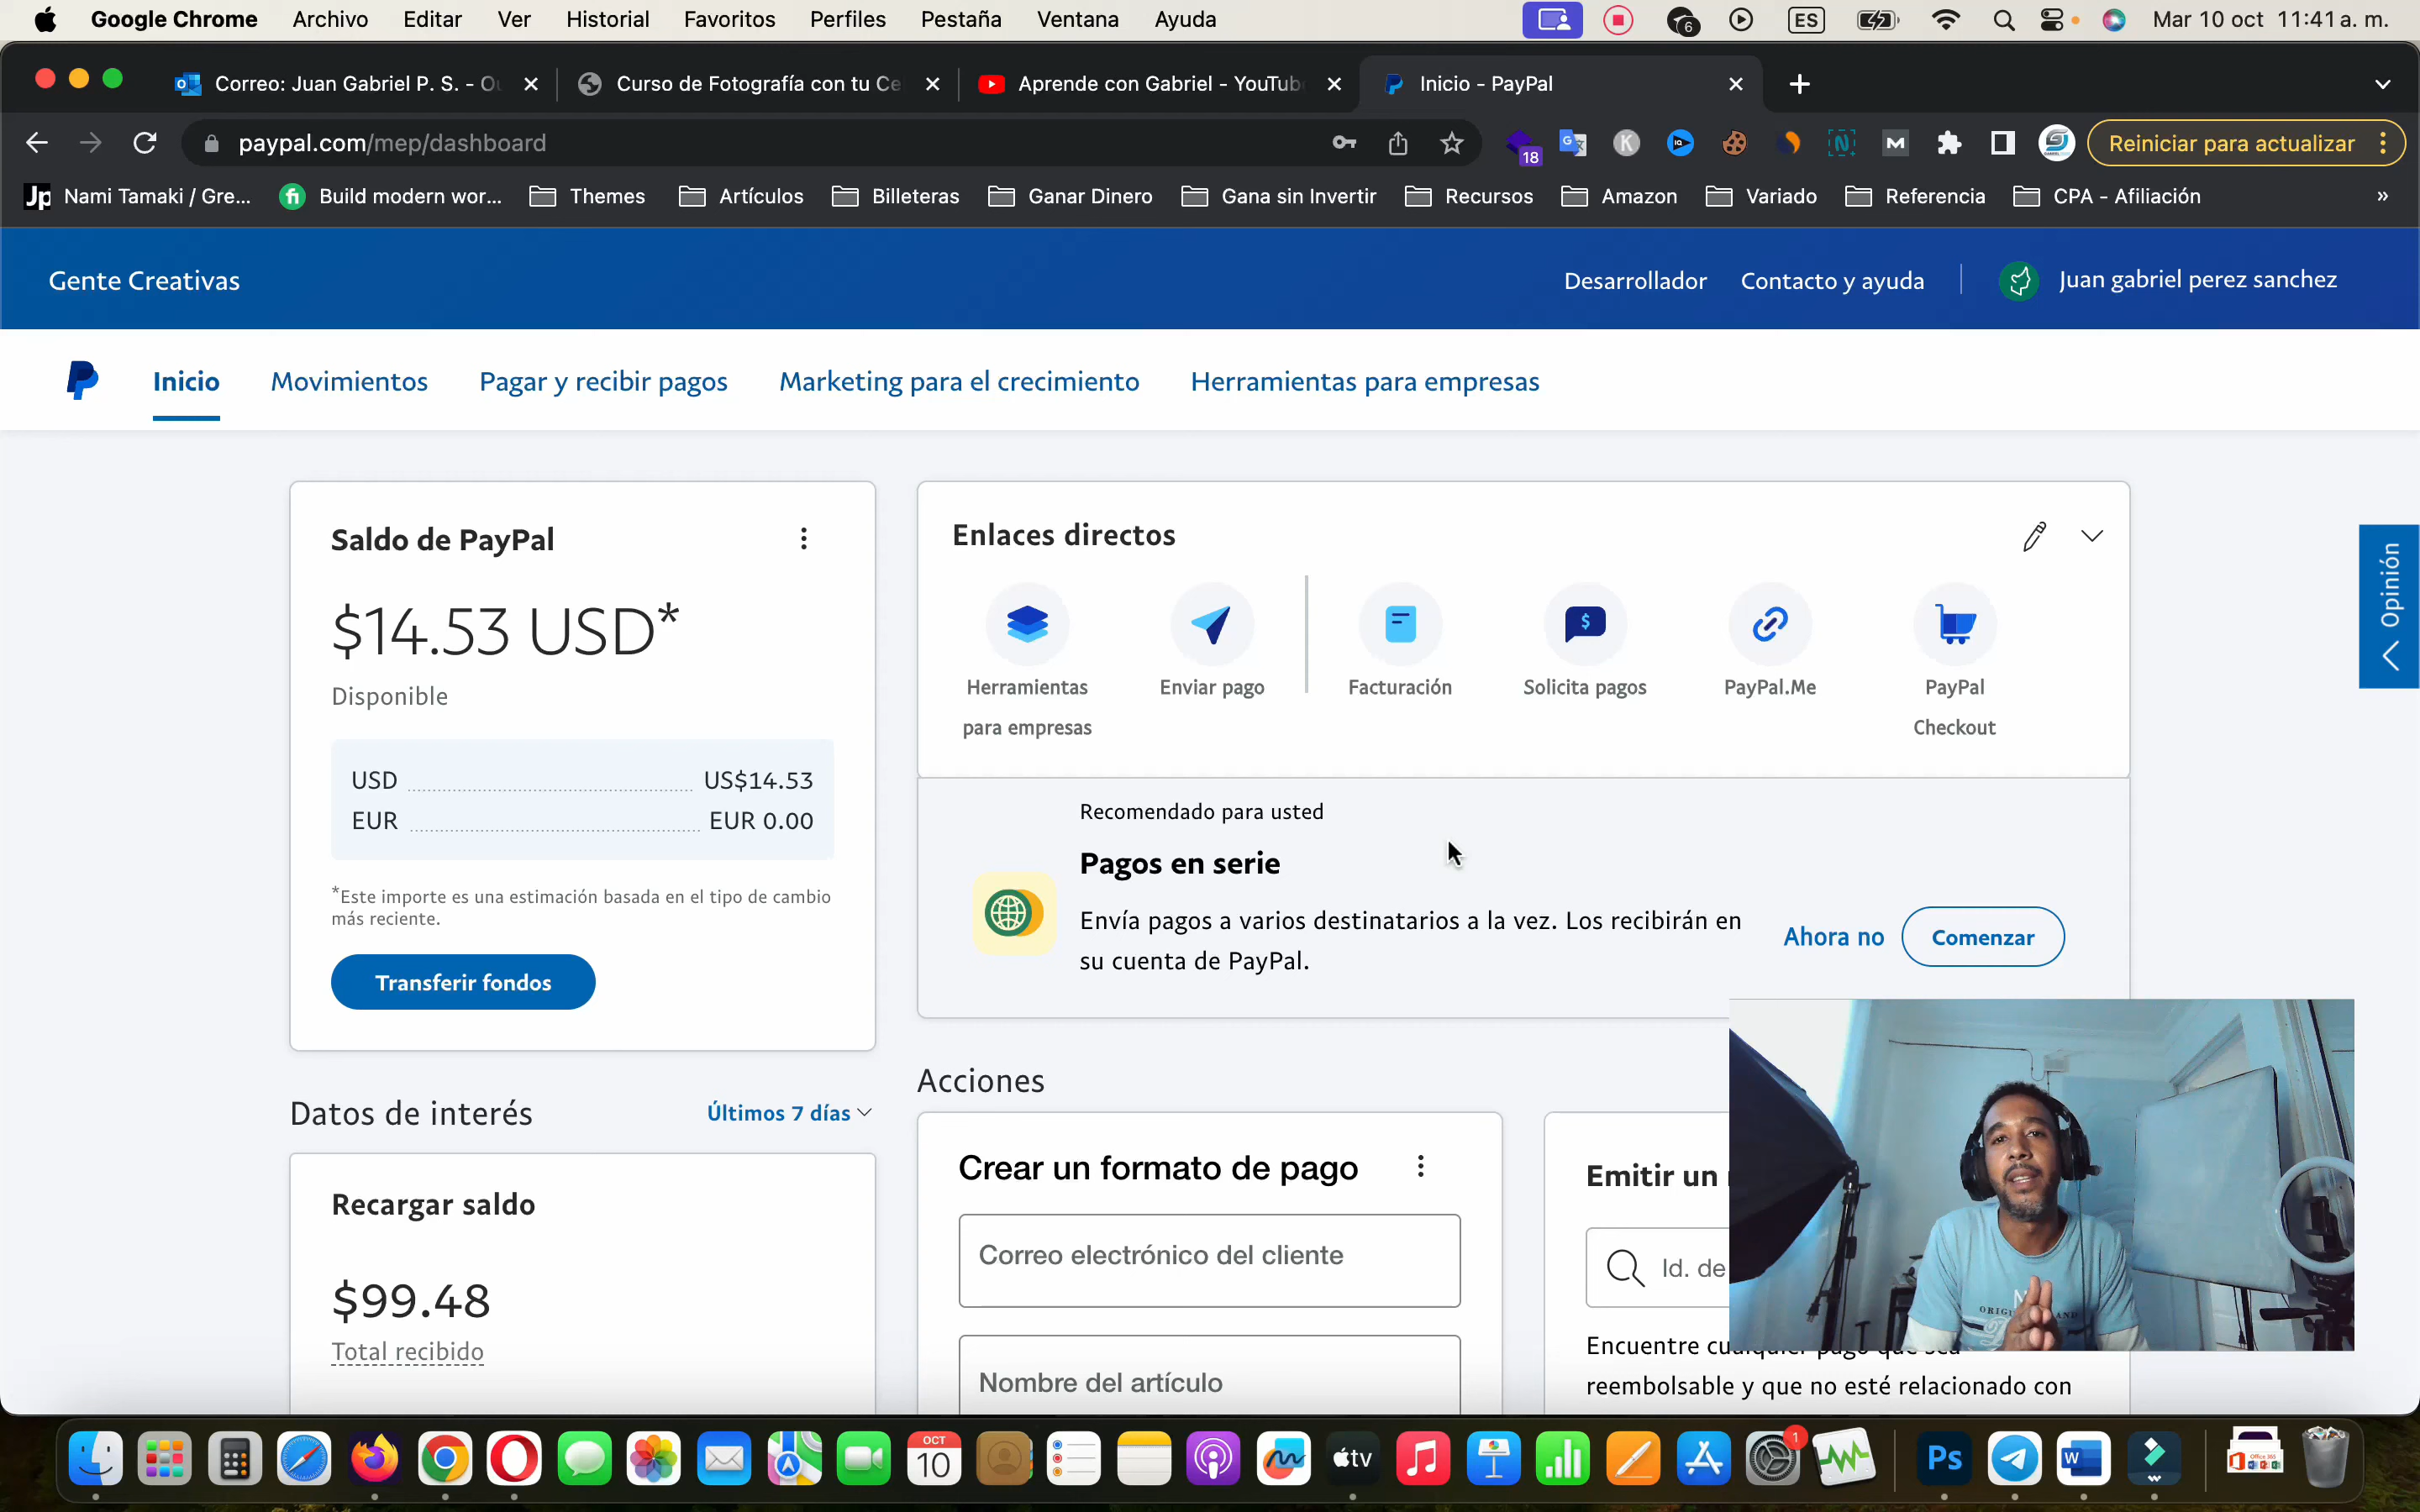 Google Chrome Archivo Editar Ver Historial Favoritos Perfiles Pestaña Ventana Ayuda
6 ES Mar 10 oct 11:41 a. m.
Correo: Juan Gabriel P. S. - Ou
Curso de Fotografía con tu Ce
Aprende con Gabriel - YouTub
Inicio - PayPal
paypal.com/mep/dashboard
18
Reiniciar para actualizar
Jp Nami Tamaki / Gre... fi Build modern wor... Themes Artículos Billeteras Ganar Dinero Gana sin Invertir Recursos Amazon Variado Referencia CPA - Afiliación »
Gente Creativas
Desarrollador Contacto y ayuda Juan gabriel perez sanchez
Inicio Movimientos Pagar y recibir pagos Marketing para el crecimiento Herramientas para empresas
Saldo de PayPal
$14.53 USD*
Disponible
USD US$14.53
EUR EUR 0.00
*Este importe es una estimación basada en el tipo de cambio
más reciente.
Transferir fondos
Enlaces directos
Herramientas
para empresas
Enviar pago
Facturación
Solicita pagos
PayPal.Me
PayPal
Checkout
Opinión
Recomendado para usted
Pagos en serie
Envía pagos a varios destinatarios a la vez. Los recibirán en
su cuenta de PayPal.
Ahora no
Comenzar
Datos de interés
Últimos 7 días
Recargar saldo
$99.48
Total recibido
Acciones
Crear un formato de pago
Correo electrónico del cliente
Nombre del artículo
Emitir un
Id. de
Encuentre
reembolsable y que no esté relacionado con
OCT
10
tv
1
Ps
W